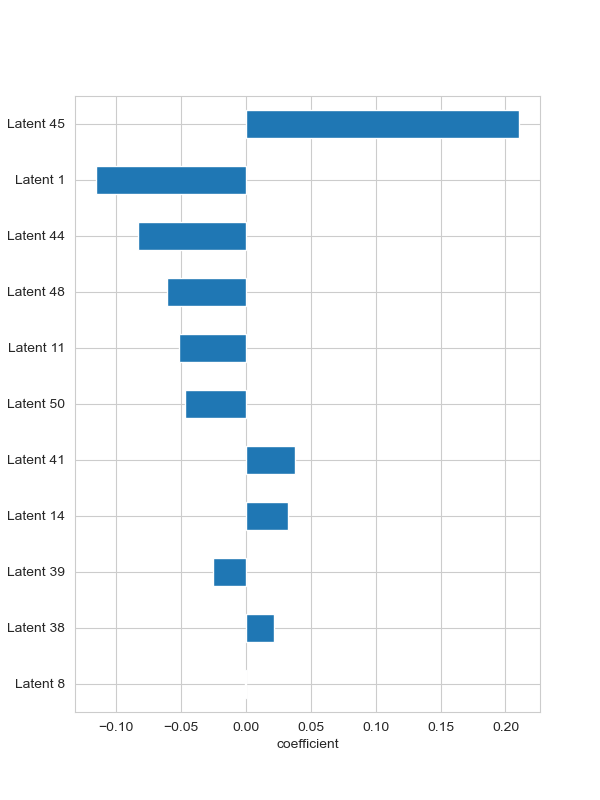 Latent 45
Latent 1
Latent 44
Latent 48
Latent 11
Latent 50
Latent 41
Latent 14
Latent 39
Latent 38
Latent 8
−0.10 −0.05 0.00 0.05 0.10 0.15 0.20
coefficient